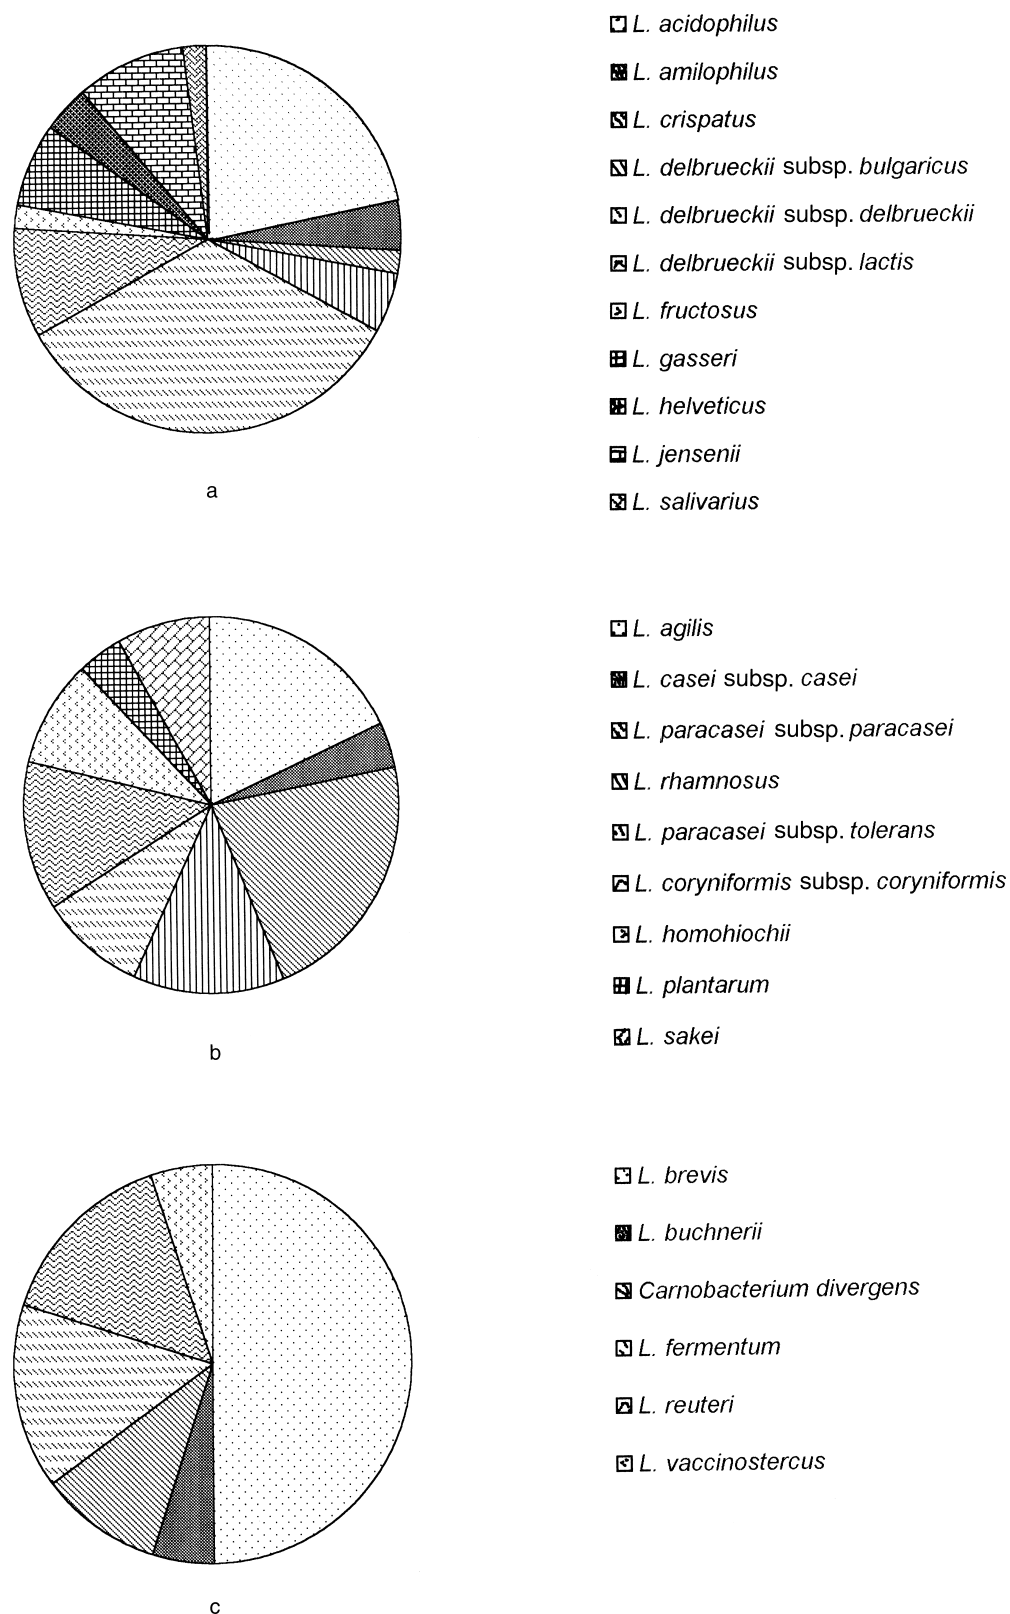 L. acidophilus
L. amilophilus
L. crispatus
L. delbrueckii subsp. bulgaricus
L. delbrueckii subsp. delbrueckii
L. delbrueckii subsp. lactis
L. fructosus
L. gasseri
L. helveticus
L. jensenii
L. salivarius
a
L. agilis
L. casei subsp. casei
L. paracasei subsp. paracasei
L. rhamnosus
L. paracasei subsp. tolerans
L. coryniformis subsp. coryniformis
L. homohiochii
L. plantarum
L. sakei
b
L. brevis
L. buchnerii
Carnobacterium divergens
L. fermentum
L. reuteri
L. vaccinostercus
c